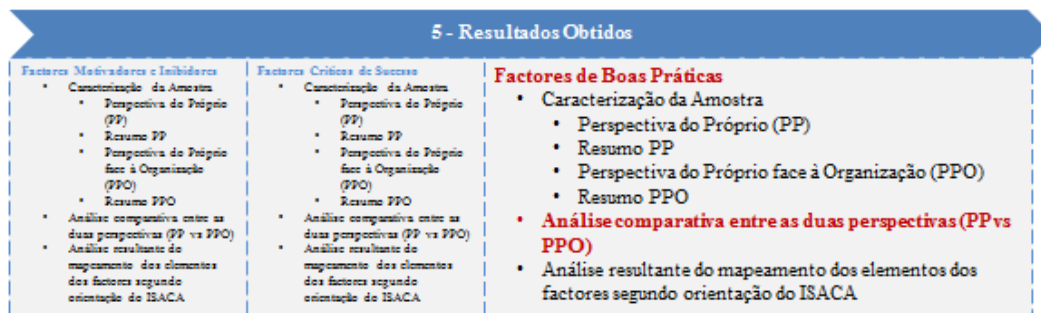 5 - Resultados Obtidos
Factores Motivadores e Inibidores
• Caracterização da Amostra
• Perspectiva do Próprio
(PP)
• Resumo PP
• Perspectiva do Próprio
face à Organização
(PPO)
• Resumo PPO
• Análise comparativa entre as
duas perspectivas (PP vs PPO)
• Análise resultante do
mapeamento dos elementos
dos factores segundo
orientação do ISACA
Factores Críticos de Sucesso
• Caracterização da Amostra
• Perspectiva do Próprio
(PP)
• Resumo PP
• Perspectiva do Próprio
face à Organização
(PPO)
• Resumo PPO
• Análise comparativa entre as
duas perspectivas (PP vs PPO)
• Análise resultante do
mapeamento dos elementos
dos factores segundo
orientação do ISACA
Factores de Boas Práticas
• Caracterização da Amostra
• Perspectiva do Próprio (PP)
• Resumo PP
• Perspectiva do Próprio face à Organização (PPO)
• Resumo PPO
• Análise comparativa entre as duas perspectivas (PP vs
PPO)
• Análise resultante do mapeamento dos elementos dos
factores segundo orientação do ISACA